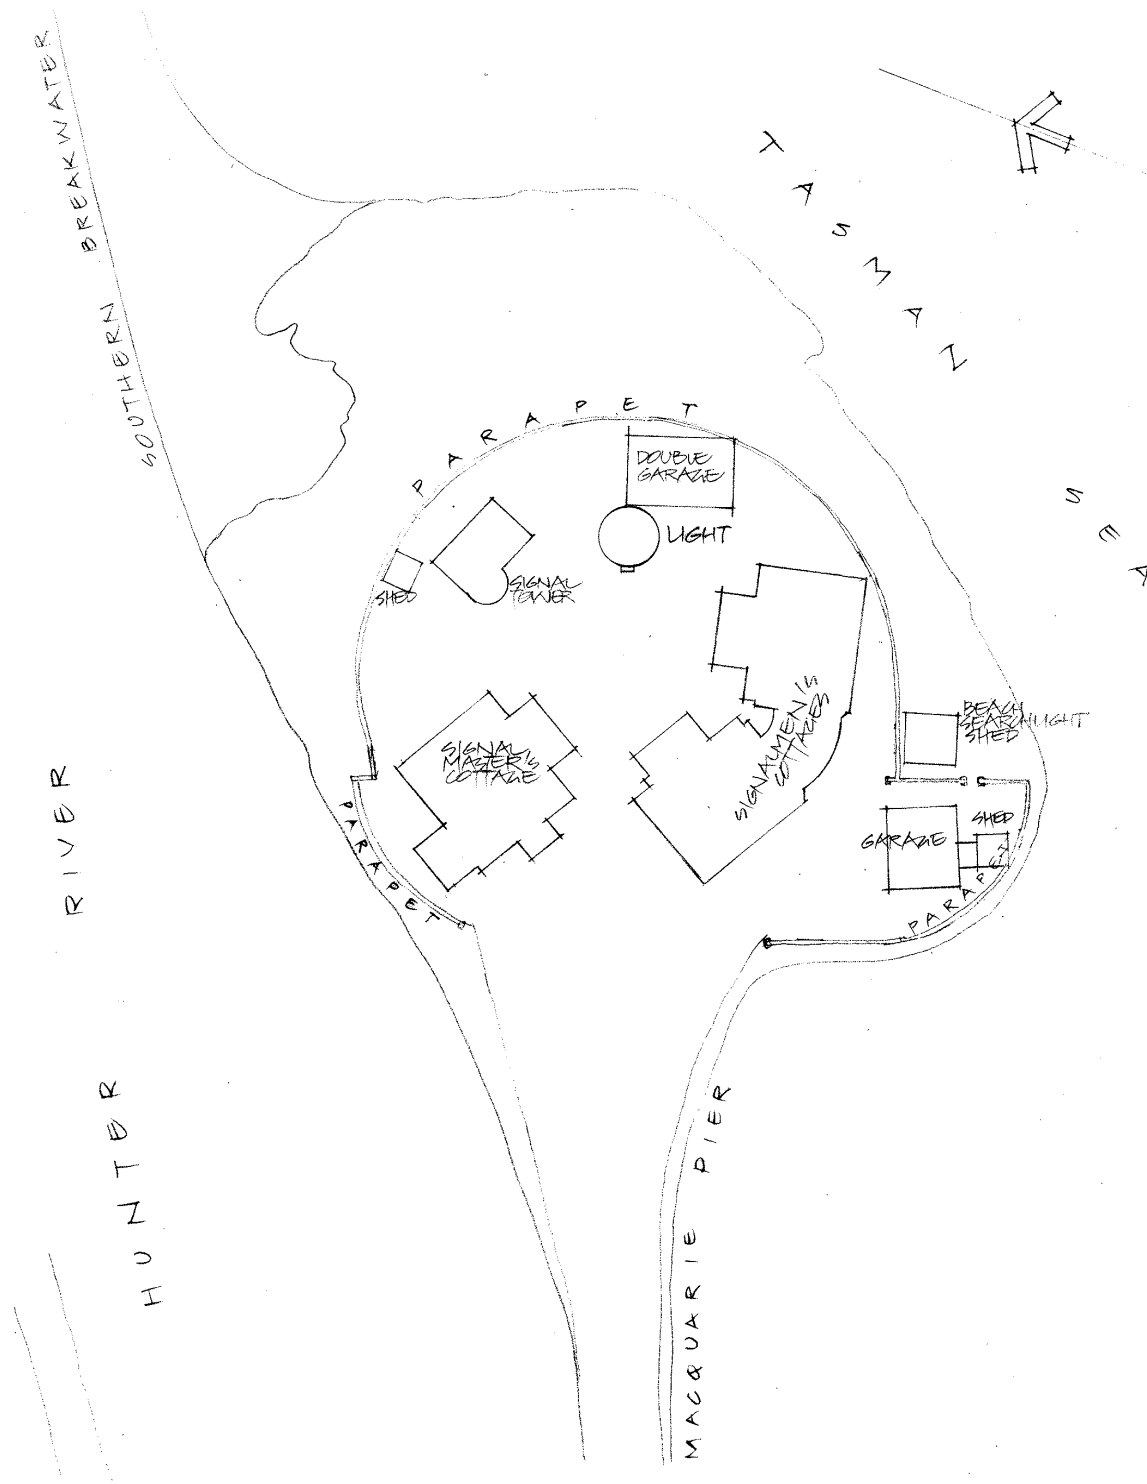 SOUTHERN BREAKWATER
TASMAN SEA
PARAPET
DOUBLE
GARAGE
LIGHT
SIGNAL
TOWER
SHED
SIGNAL
MASTER'S
COTTAGE
SIGNALMEN'S
COTTAGES
BEACH
SEARCHLIGHT
SHED
GARAGE
SHED
PARAPET
PARAPET
HUNTER RIVER
MACQUARIE PIER